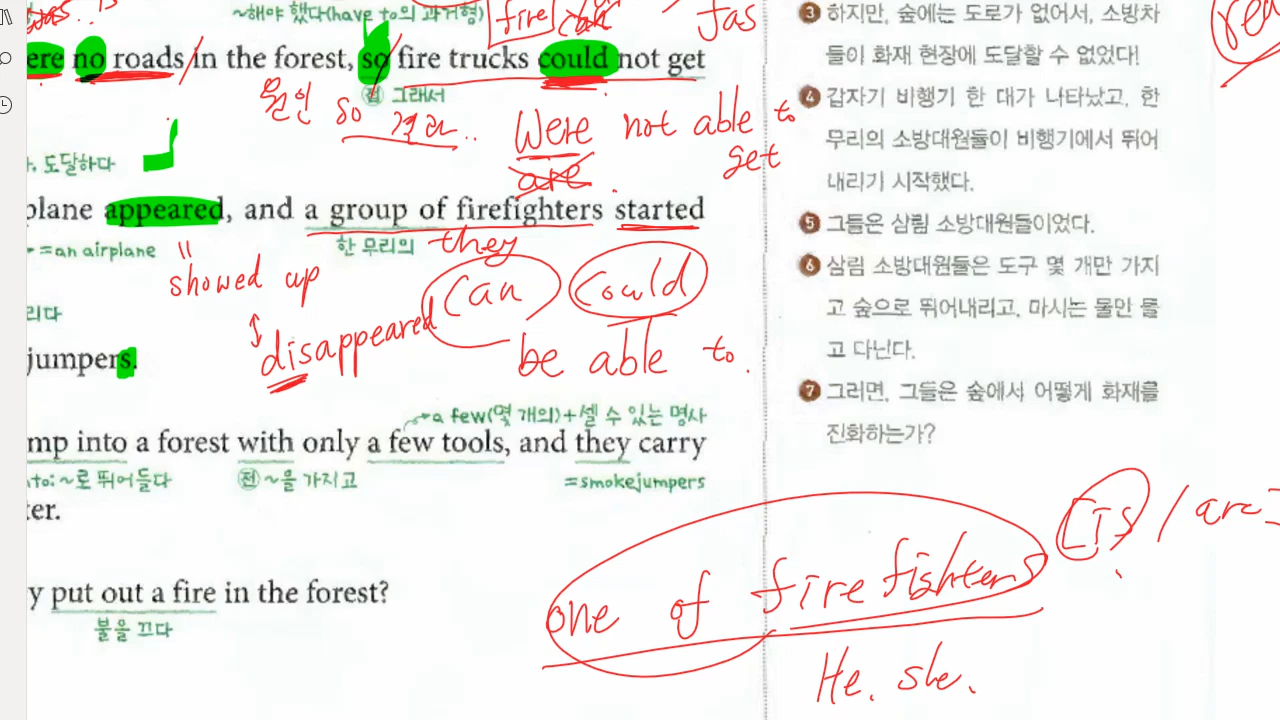 ~해야 했다(have to의 과거형)
fire can fas
ere no roads in the forest, so fire trucks could not get
접 그래서
원인 so 결과..
were not able to
get
are
, 도달하다
plane appeared, and a group of firefighters started
=an airplane
한 무리의 they
showed up
can could
리다
disappeared
be able to.
jumpers.
a few(몇 개의)+셀 수 있는 명사
mp into a forest with only a few tools, and they carry
to: ~로 뛰어들다
전 ~을 가지고
=smokejumpers
er.
y put out a fire in the forest?
불을 끄다
one of firefighters [is / are]
He. she.
3 하지만, 숲에는 도로가 없어서, 소방차
들이 화재 현장에 도달할 수 없었다!
4 갑자기 비행기 한 대가 나타났고, 한
무리의 소방대원들이 비행기에서 뛰어
내리기 시작했다.
5 그들은 삼림 소방대원들이었다.
6 삼림 소방대원들은 도구 몇 개만 가지
고 숲으로 뛰어내리고, 마시는 물만 들
고 다닌다.
7 그러면, 그들은 숲에서 어떻게 화재를
진화하는가?